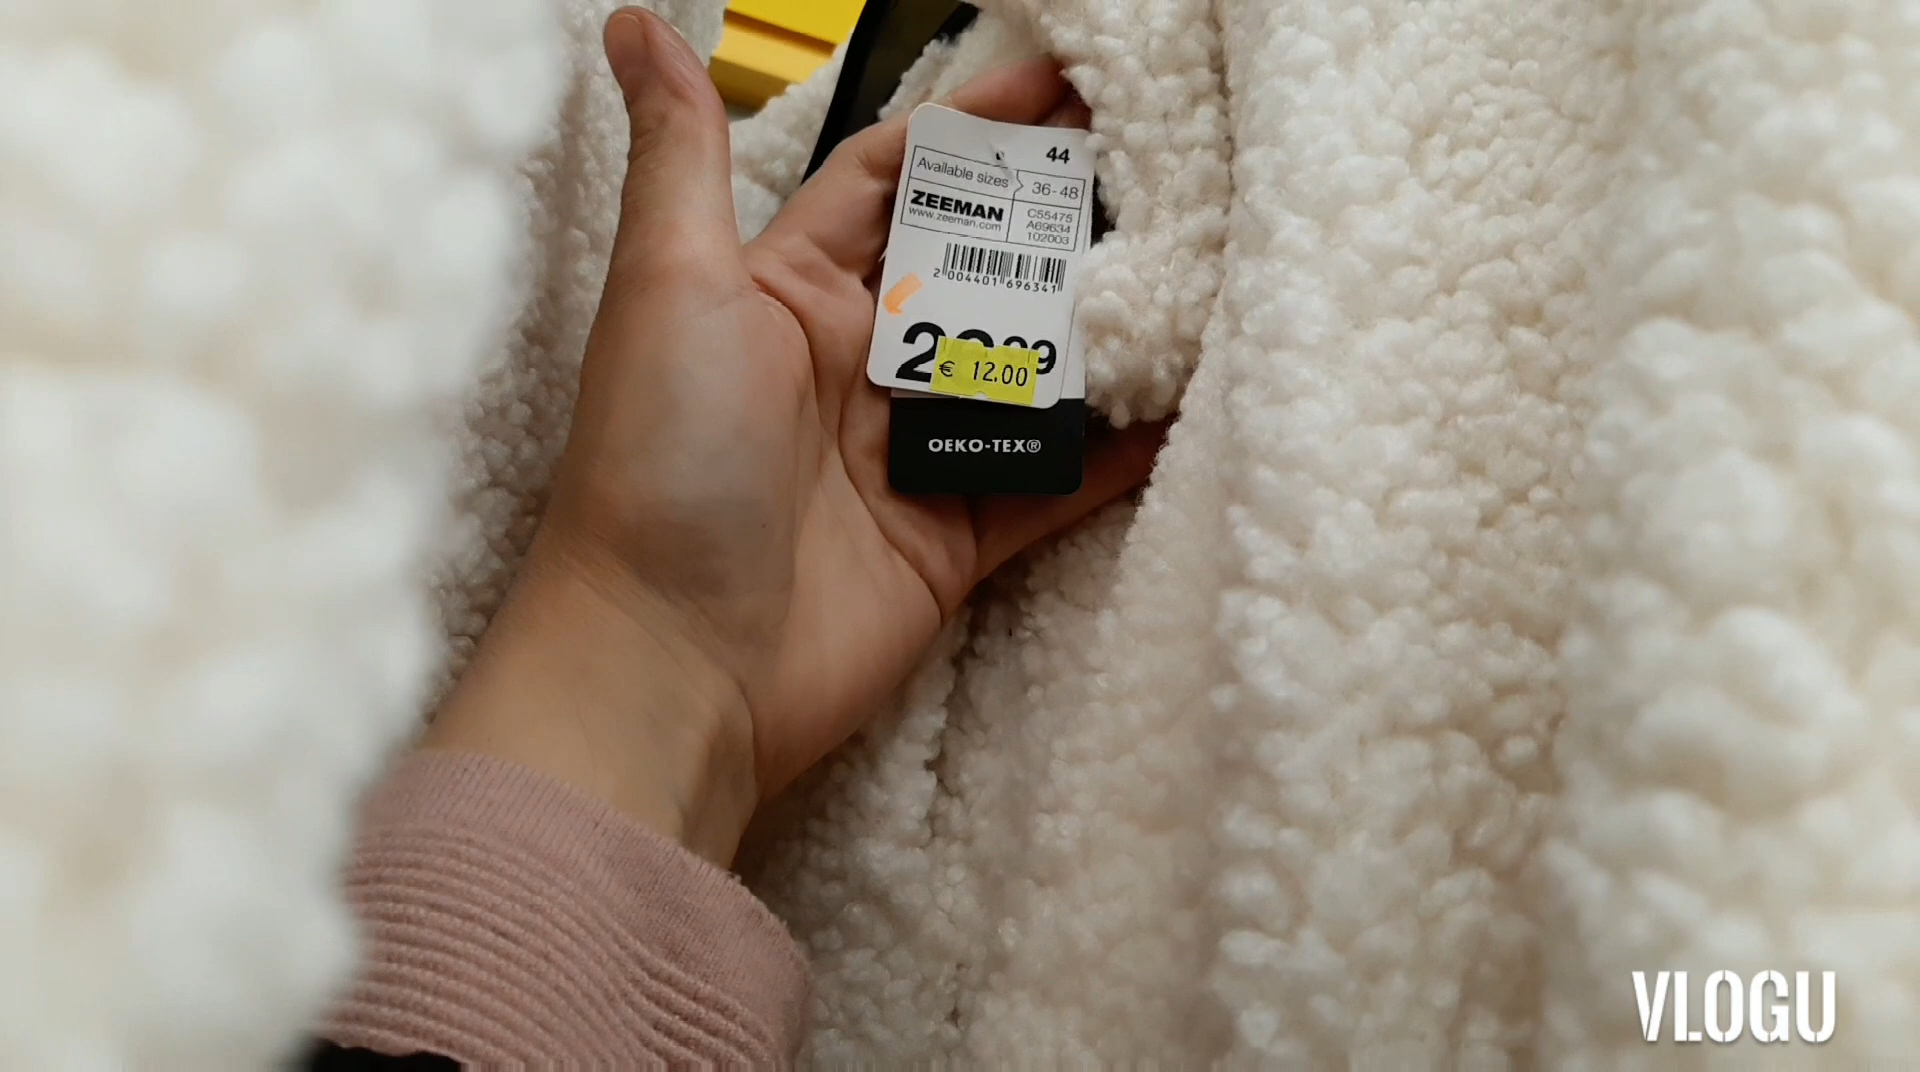 44
Available sizes 36-48
ZEEMAN
www.zeeman.com
C55475
A69634
102003
2 004401 696341
€ 12.00
OEKO-TEX®
VLOGU